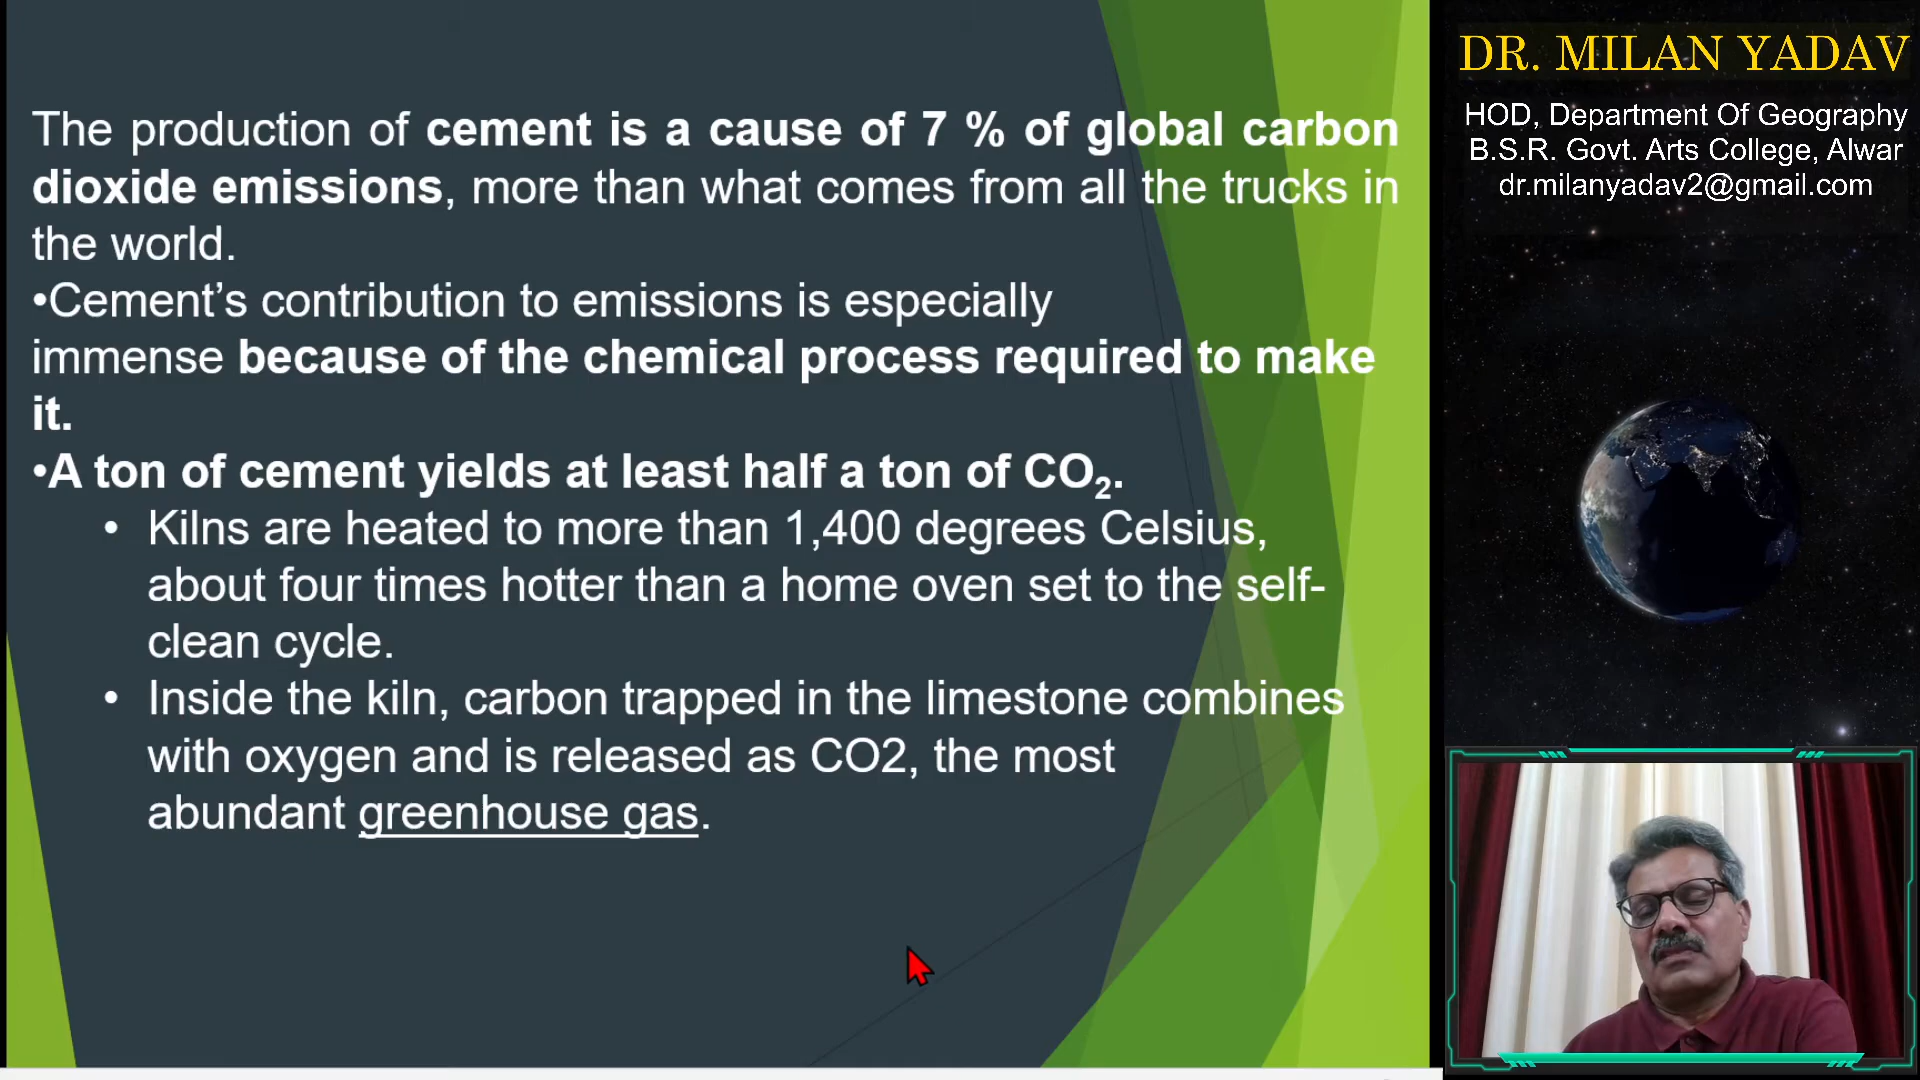 The production of cement is a cause of 7 % of global carbon
dioxide emissions, more than what comes from all the trucks in
the world.
•Cement’s contribution to emissions is especially
immense because of the chemical process required to make
it.
•A ton of cement yields at least half a ton of CO₂.
• Kilns are heated to more than 1,400 degrees Celsius,
about four times hotter than a home oven set to the self-
clean cycle.
• Inside the kiln, carbon trapped in the limestone combines
with oxygen and is released as CO2, the most
abundant greenhouse gas.
DR. MILAN YADAV
HOD, Department Of Geography
B.S.R. Govt. Arts College, Alwar
dr.milanyadav2@gmail.com